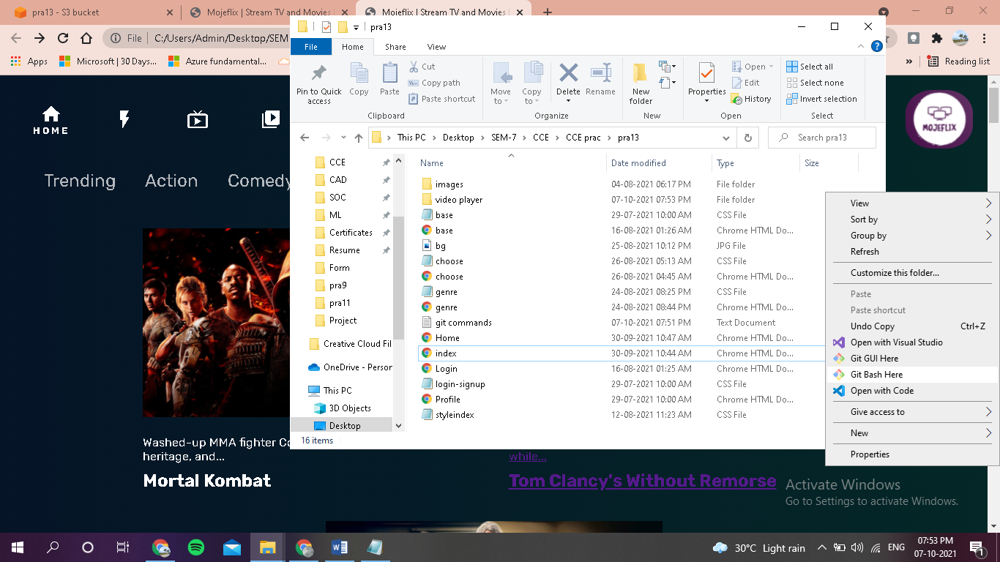 pra13 - S3 bucket
Mojeflix | Stream TV and Movies
Mojeflix | Stream TV and Movies
File
C:/Users/Admin/Desktop/SEM-
Apps
Microsoft | 30 Days...
Azure fundamental...
»
Reading list
pra13
File
Home
Share
View
Pin to Quick access
Copy
Paste
Cut
Copy path
Paste shortcut
Clipboard
Move to
Copy to
Delete
Rename
Organize
New folder
New
Properties
Open
Edit
History
Open
Select all
Select none
Invert selection
Select
This PC > Desktop > SEM-7 > CCE > CCE prac > pra13
Search pra13
CCE
CAD
SOC
ML
Certificates
Resume
Form
pra9
pra11
Project
Creative Cloud Fil
OneDrive - Person
This PC
3D Objects
Desktop
Name Date modified Type Size
images 04-08-2021 06:17 PM File folder
video player 07-10-2021 07:53 PM File folder
base 29-07-2021 10:00 AM CSS File
base 16-08-2021 01:26 AM Chrome HTML Do...
bg 25-08-2021 10:12 PM JPG File
choose 26-08-2021 05:13 AM CSS File
choose 26-08-2021 04:45 AM Chrome HTML Do...
genre 24-08-2021 08:25 PM CSS File
genre 24-08-2021 08:44 PM Chrome HTML Do...
git commands 07-10-2021 07:51 PM Text Document
Home 30-09-2021 10:47 AM Chrome HTML Do...
index 30-09-2021 10:44 AM Chrome HTML Do...
Login 16-08-2021 01:25 AM Chrome HTML Do...
login-signup 29-07-2021 10:00 AM CSS File
Profile 29-07-2021 10:00 AM Chrome HTML Do...
styleindex 12-08-2021 11:23 AM CSS File
16 items
View
Sort by
Group by
Refresh
Customize this folder...
Paste
Paste shortcut
Undo Copy Ctrl+Z
Open with Visual Studio
Git GUI Here
Git Bash Here
Open with Code
Give access to
New
Properties
HOME
MOJEFLIX
Trending
Action
Comedy
Washed-up MMA fighter Co
heritage, and...
Mortal Kombat
while...
Tom Clancy's Without Remorse
Activate Windows
Go to Settings to activate Windows.
30°C Light rain
ENG
07:53 PM
07-10-2021
1